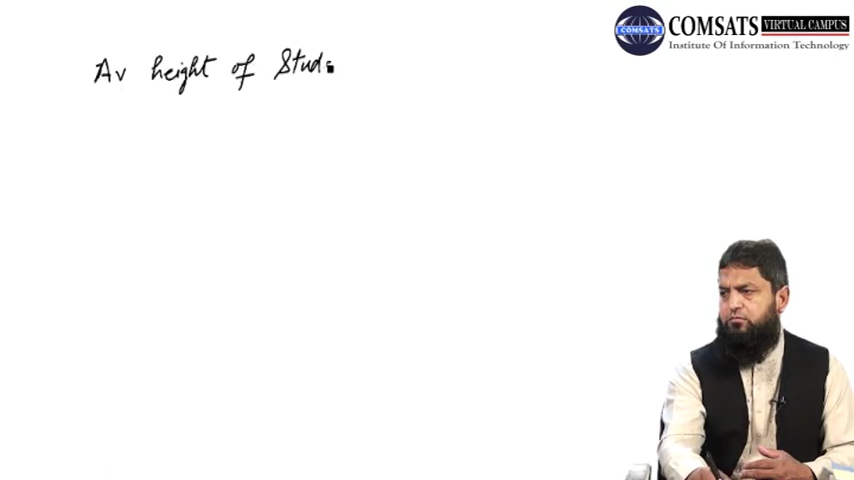 COMSATS VIRTUAL CAMPUS
COMSATS
Institute Of Information Technology
Av height of Stud